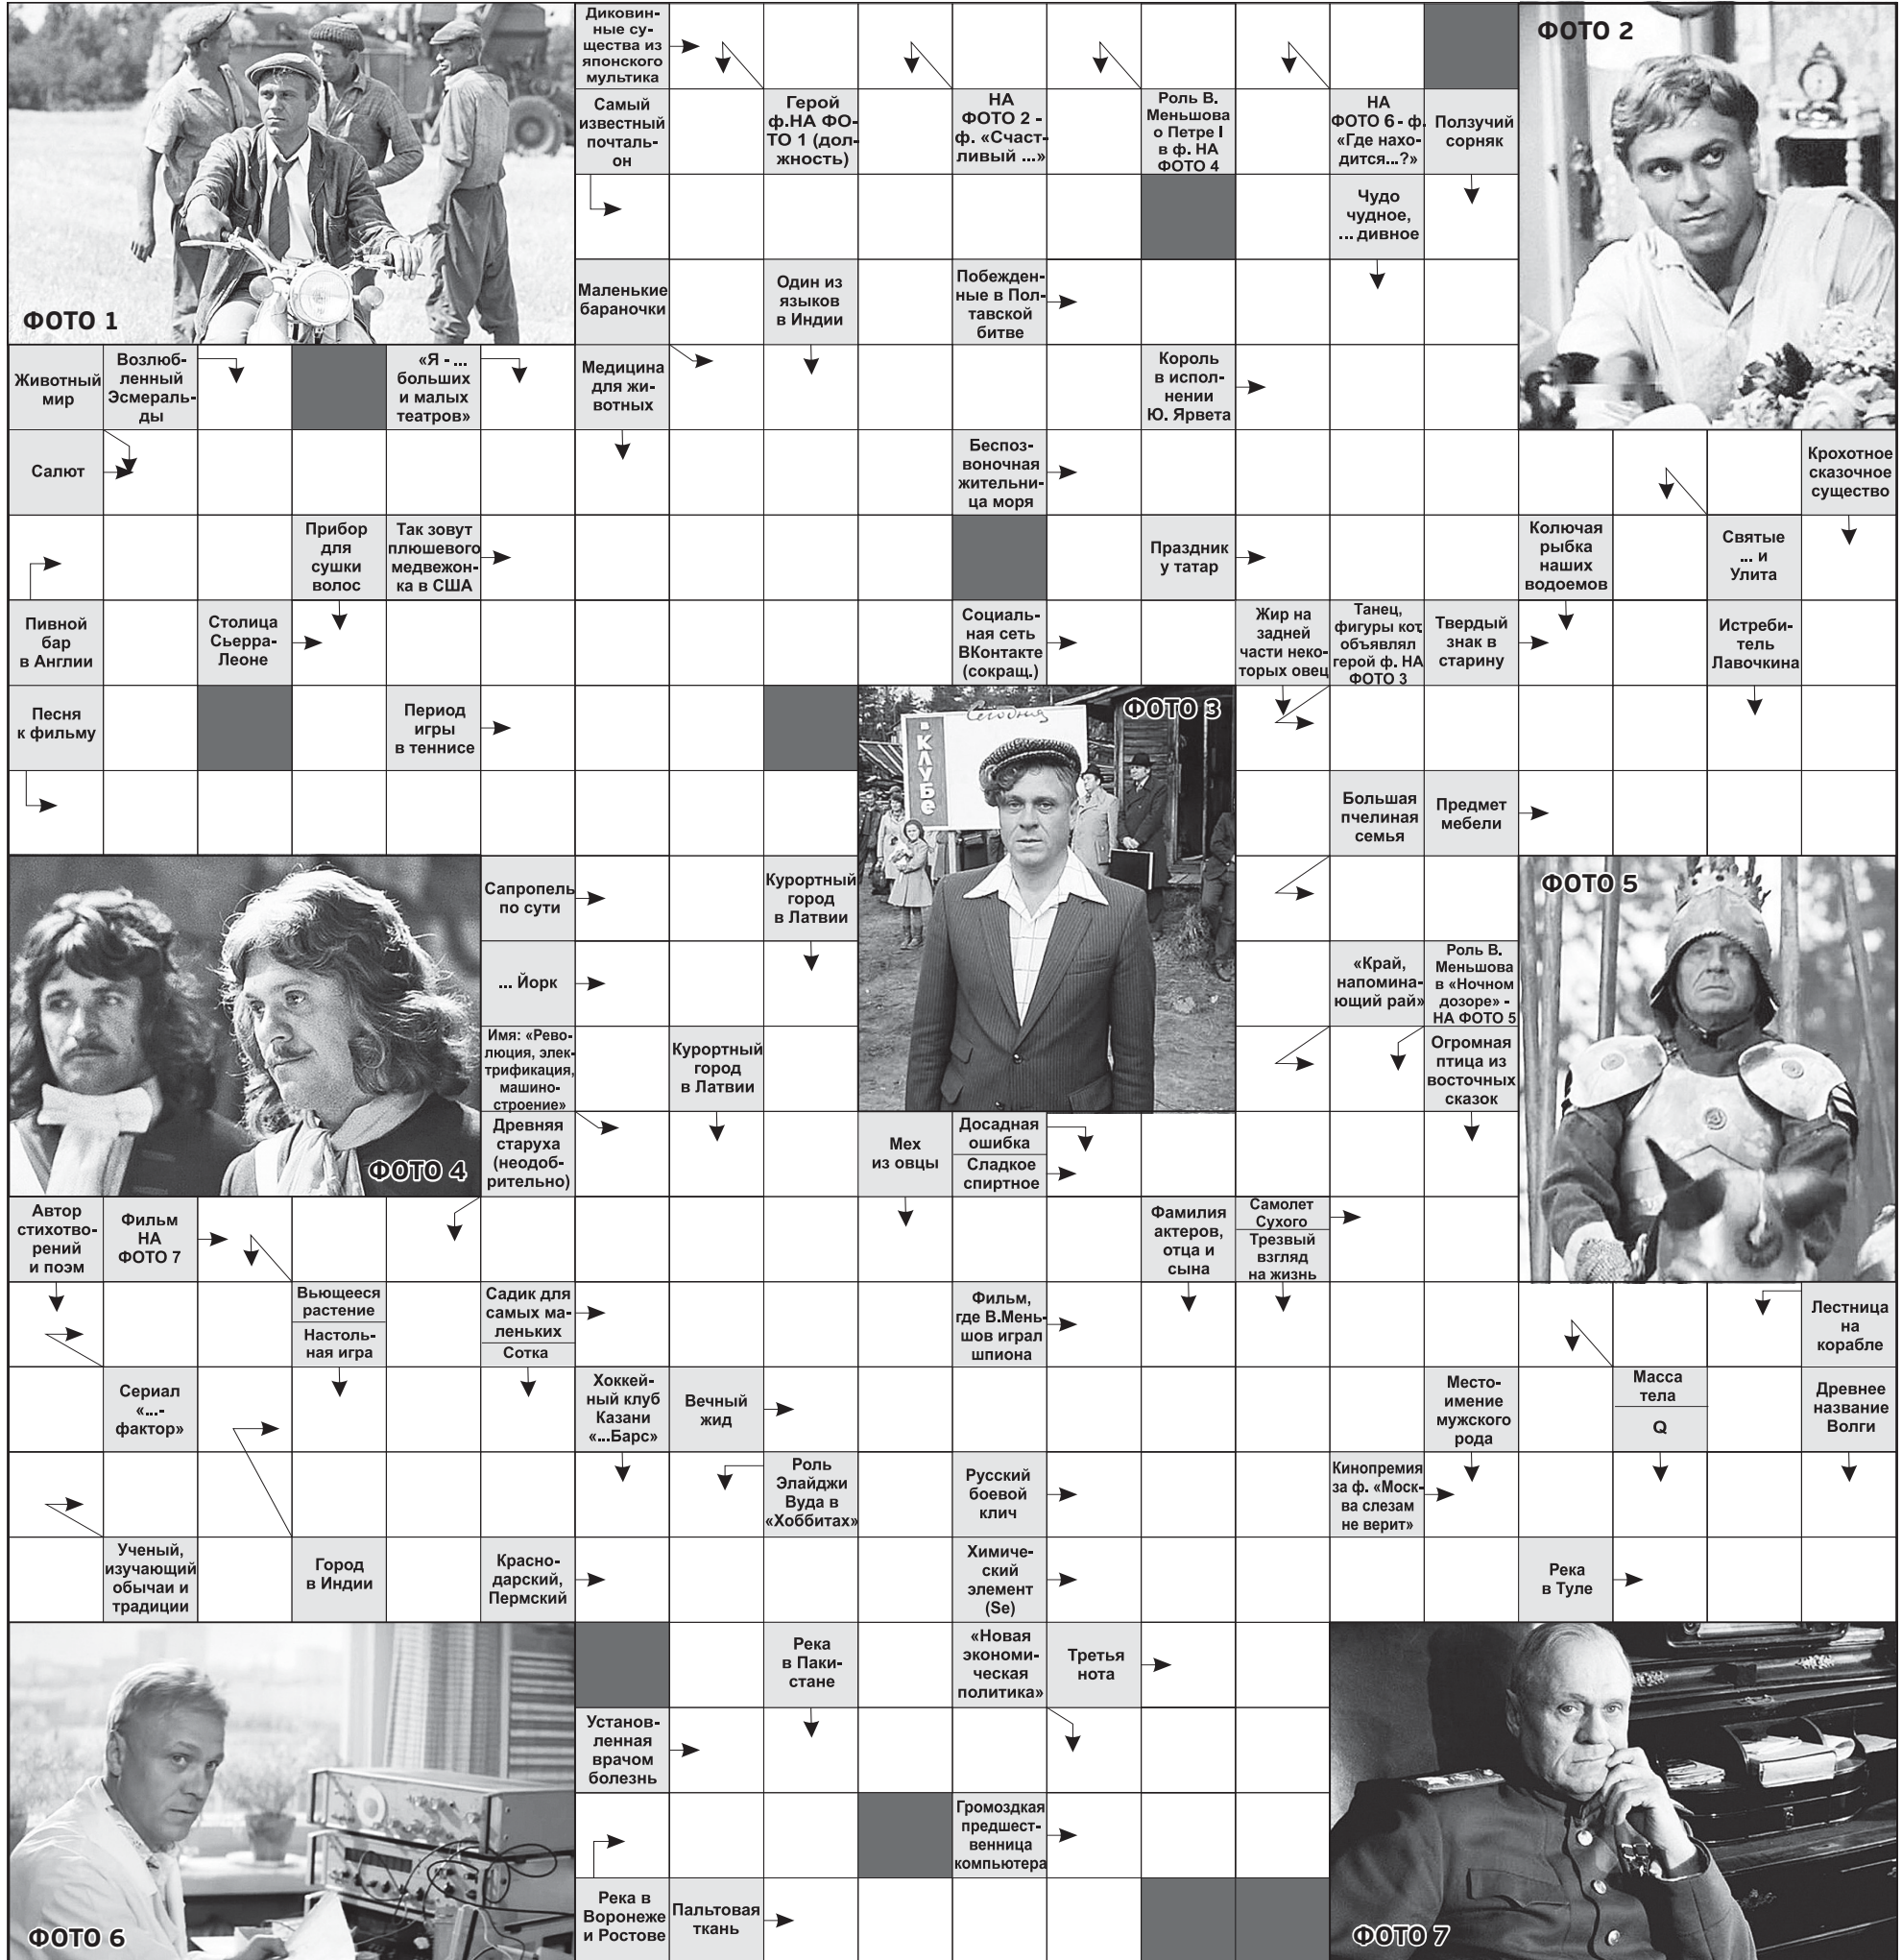 Диковин-
ные су-
щества из
японского
мультика
ФОТО 2
Самый
известный
почталь-
он
Герой
ф.НА ФО-
ТО 1 (дол-
жность)
НА
ФОТО 2 -
ф. «Счаст-
ливый ...»
Роль В.
Меньшова
о Петре I
в ф. НА
ФОТО 4
НА
ФОТО 6 - ф.
«Где нахо-
дится...?»
Ползучий
сорняк
Чудо
чудное,
... дивное
ФОТО 1
Маленькие
бараночки
Один из
языков
в Индии
Побежден-
ные в Пол-
тавской
битве
Животный
мир
Возлюб-
ленный
Эсмераль-
ды
«Я - ...
больших
и малых
театров»
Медицина
для жи-
вотных
Король
в испол-
нении
Ю. Ярвета
Салют
Беспоз-
воночная
жительни-
ца моря
Крохотное
сказочное
существо
Прибор
для
сушки
волос
Так зовут
плюшевого
медвежон-
ка в США
Праздник
у татар
Колючая
рыбка
наших
водоемов
Святые
... и
Улита
Пивной
бар
в Англии
Столица
Сьерра-
Леоне
Социаль-
ная сеть
ВКонтакте
(сокращ.)
Жир на
задней
части неко-
торых овец
Танец,
фигуры кот.
объявлял
герой ф. НА
ФОТО 3
Твердый
знак в
старину
Истреби-
тель
Лавочкина
Песня
к фильму
Период
игры
в теннисе
Сегодня
в
КЛУБЕ
ФОТО 3
Большая
пчелиная
семья
Предмет
мебели
Сапропель
по сути
Курортный
город
в Латвии
ФОТО 5
... Йорк
«Край,
напомина-
ющий рай»
Роль В.
Меньшова
в «Ночном
дозоре» -
НА ФОТО 5
Имя: «Рево-
люция, элек-
трификация,
машино-
строение»
Курортный
город
в Латвии
Огромная
птица из
восточных
сказок
ФОТО 4
Древняя
старуха
(неодоб-
рительно)
Мех
из овцы
Досадная
ошибка
Сладкое
спиртное
Автор
стихотво-
рений
и поэм
Фильм
НА
ФОТО 7
Фамилия
актеров,
отца и
сына
Самолет
Сухого
Трезвый
взгляд
на жизнь
Вьющееся
растение
Настоль-
ная игра
Садик для
самых ма-
леньких
Сотка
Фильм,
где В.Мень-
шов играл
шпиона
Лестница
на
корабле
Сериал
«...-
фактор»
Хоккей-
ный клуб
Казани
«...Барс»
Вечный
жид
Место-
имение
мужского
рода
Масса
тела
Q
Древнее
название
Волги
Роль
Элайджи
Вуда в
«Хоббитах»
Русский
боевой
клич
Кинопремия
за ф. «Моск-
ва слезам
не верит»
Ученый,
изучающий
обычаи и
традиции
Город
в Индии
Красно-
дарский,
Пермский
Химиче-
ский
элемент
(Se)
Река
в Туле
Река
в Паки-
стане
«Новая
экономи-
ческая
политика»
Третья
нота
Установ-
ленная
врачом
болезнь
Громоздкая
предшест-
венница
компьютера
ФОТО 6
Река в
Воронеже
и Ростове
Пальтовая
ткань
ФОТО 7